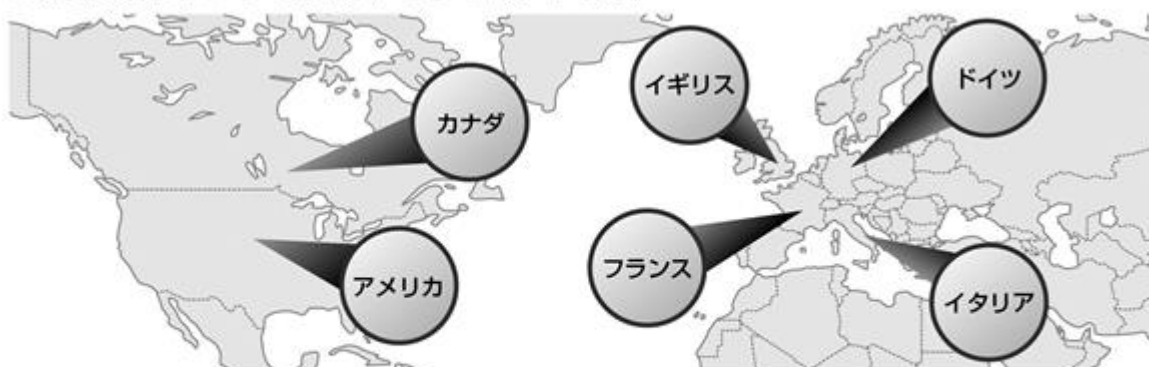 カナダ
アメリカ
イギリス
ドイツ
フランス
イタリア